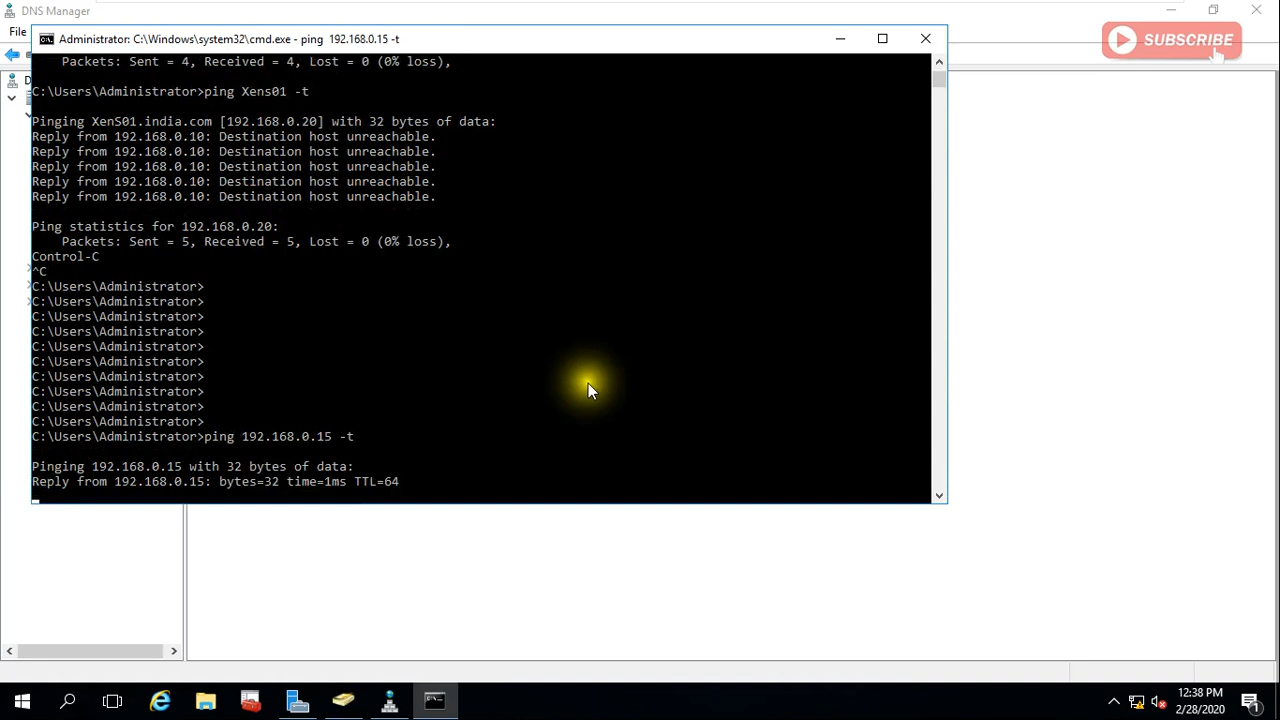 DNS Manager
File
Administrator: C:\Windows\system32\cmd.exe - ping  192.168.0.15 -t
SUBSCRIBE
Packets: Sent = 4, Received = 4, Lost = 0 (0% loss),
C:\Users\Administrator>ping Xens01 -t
Pinging XenS01.india.com [192.168.0.20] with 32 bytes of data:
Reply from 192.168.0.10: Destination host unreachable.
Reply from 192.168.0.10: Destination host unreachable.
Reply from 192.168.0.10: Destination host unreachable.
Reply from 192.168.0.10: Destination host unreachable.
Reply from 192.168.0.10: Destination host unreachable.
Ping statistics for 192.168.0.20:
Packets: Sent = 5, Received = 5, Lost = 0 (0% loss),
Control-C
^C
C:\Users\Administrator>
C:\Users\Administrator>
C:\Users\Administrator>
C:\Users\Administrator>
C:\Users\Administrator>
C:\Users\Administrator>
C:\Users\Administrator>
C:\Users\Administrator>
C:\Users\Administrator>
C:\Users\Administrator>
C:\Users\Administrator>ping 192.168.0.15 -t
Pinging 192.168.0.15 with 32 bytes of data:
Reply from 192.168.0.15: bytes=32 time=1ms TTL=64
12:38 PM
2/28/2020
1